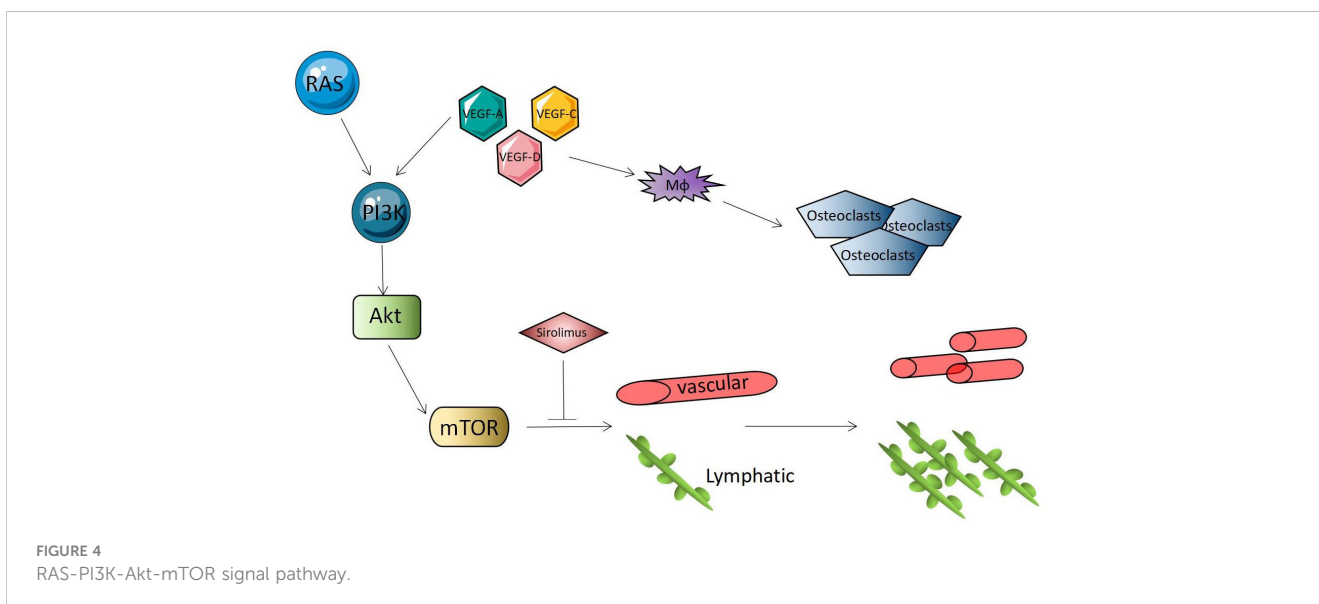 RAS
VEGF-A
VEGF-C
VEGF-D
PI3K
Mϕ
Osteoclasts
Osteoclasts
Osteoclasts
Akt
Sirolimus
vascular
mTOR
Lymphatic
FIGURE 4
RAS-PI3K-Akt-mTOR signal pathway.